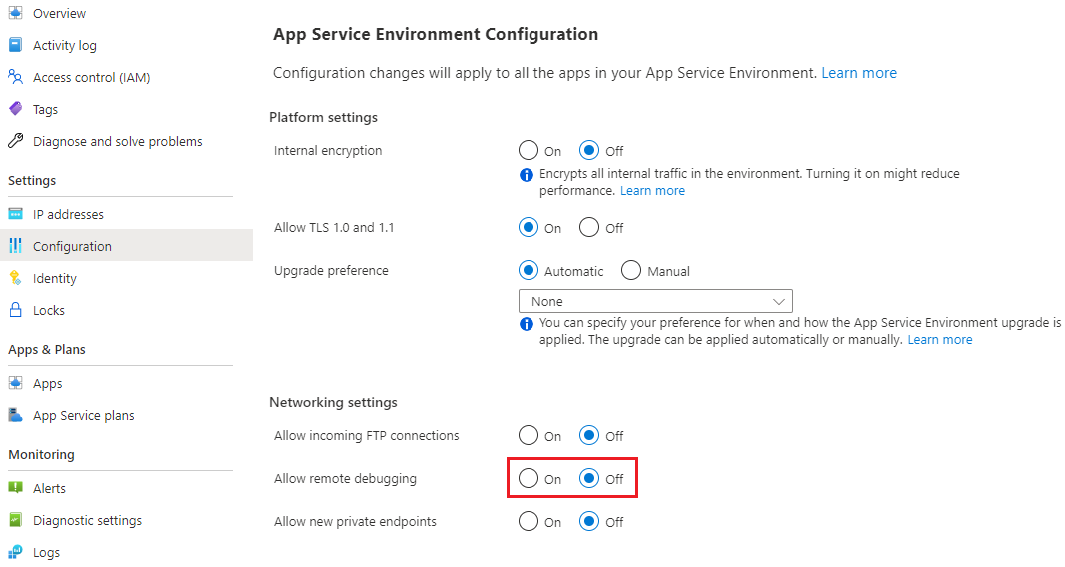 Overview
Activity log
Access control (IAM)
Tags
Diagnose and solve problems
Settings
IP addresses
Configuration
Identity
Locks
Apps & Plans
Apps
App Service plans
Monitoring
Alerts
Diagnostic settings
Logs
App Service Environment Configuration
Configuration changes will apply to all the apps in your App Service Environment. Learn more
Platform settings
Internal encryption On Off
Encrypts all internal traffic in the environment. Turning it on might reduce
performance. Learn more
Allow TLS 1.0 and 1.1 On Off
Upgrade preference Automatic Manual
None
You can specify your preference for when and how the App Service Environment upgrade is
applied. The upgrade can be applied automatically or manually. Learn more
Networking settings
Allow incoming FTP connections On Off
Allow remote debugging On Off
Allow new private endpoints On Off